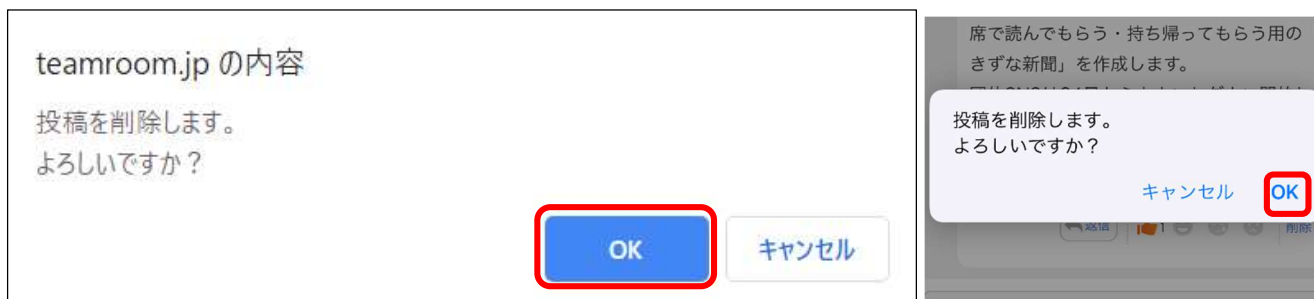 teamroom.jp の内容
投稿を削除します。
よろしいですか？
OK
キャンセル
席で読んでもらう・持ち帰ってもらう用の
きずな新聞」を作成します。
投稿を削除します。
よろしいですか？
キャンセル
OK
返信
1
削除